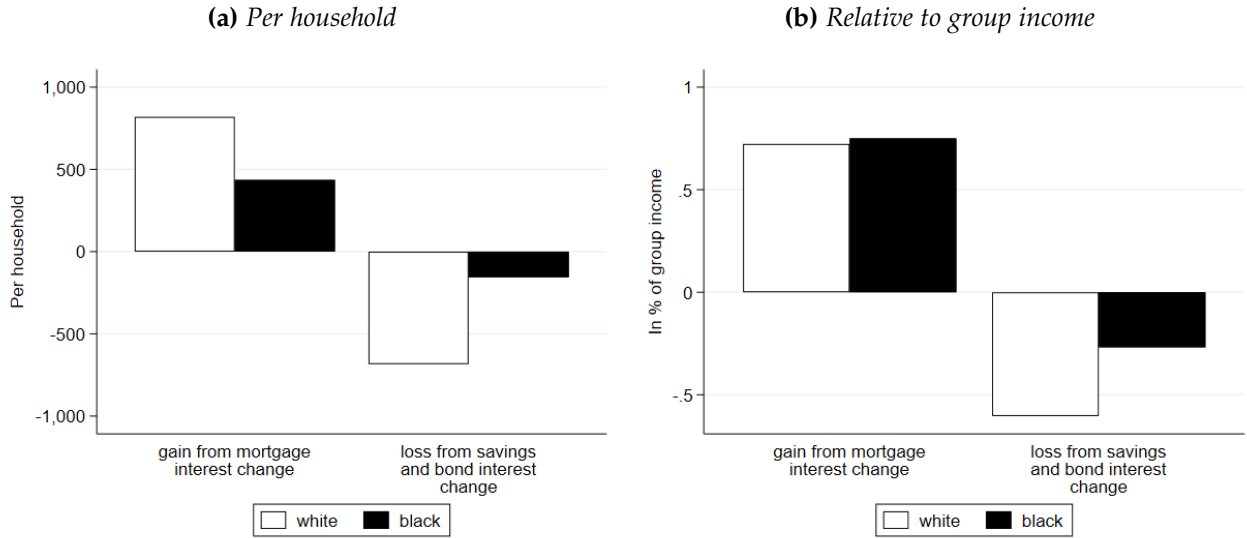 (a) Per household
1,000
500
0
-500
-1,000
Per household
gain from mortgage
interest change
loss from savings
and bond interest
change
white black
(b) Relative to group income
1
.5
0
-.5
In % of group income
gain from mortgage
interest change
loss from savings
and bond interest
change
white black